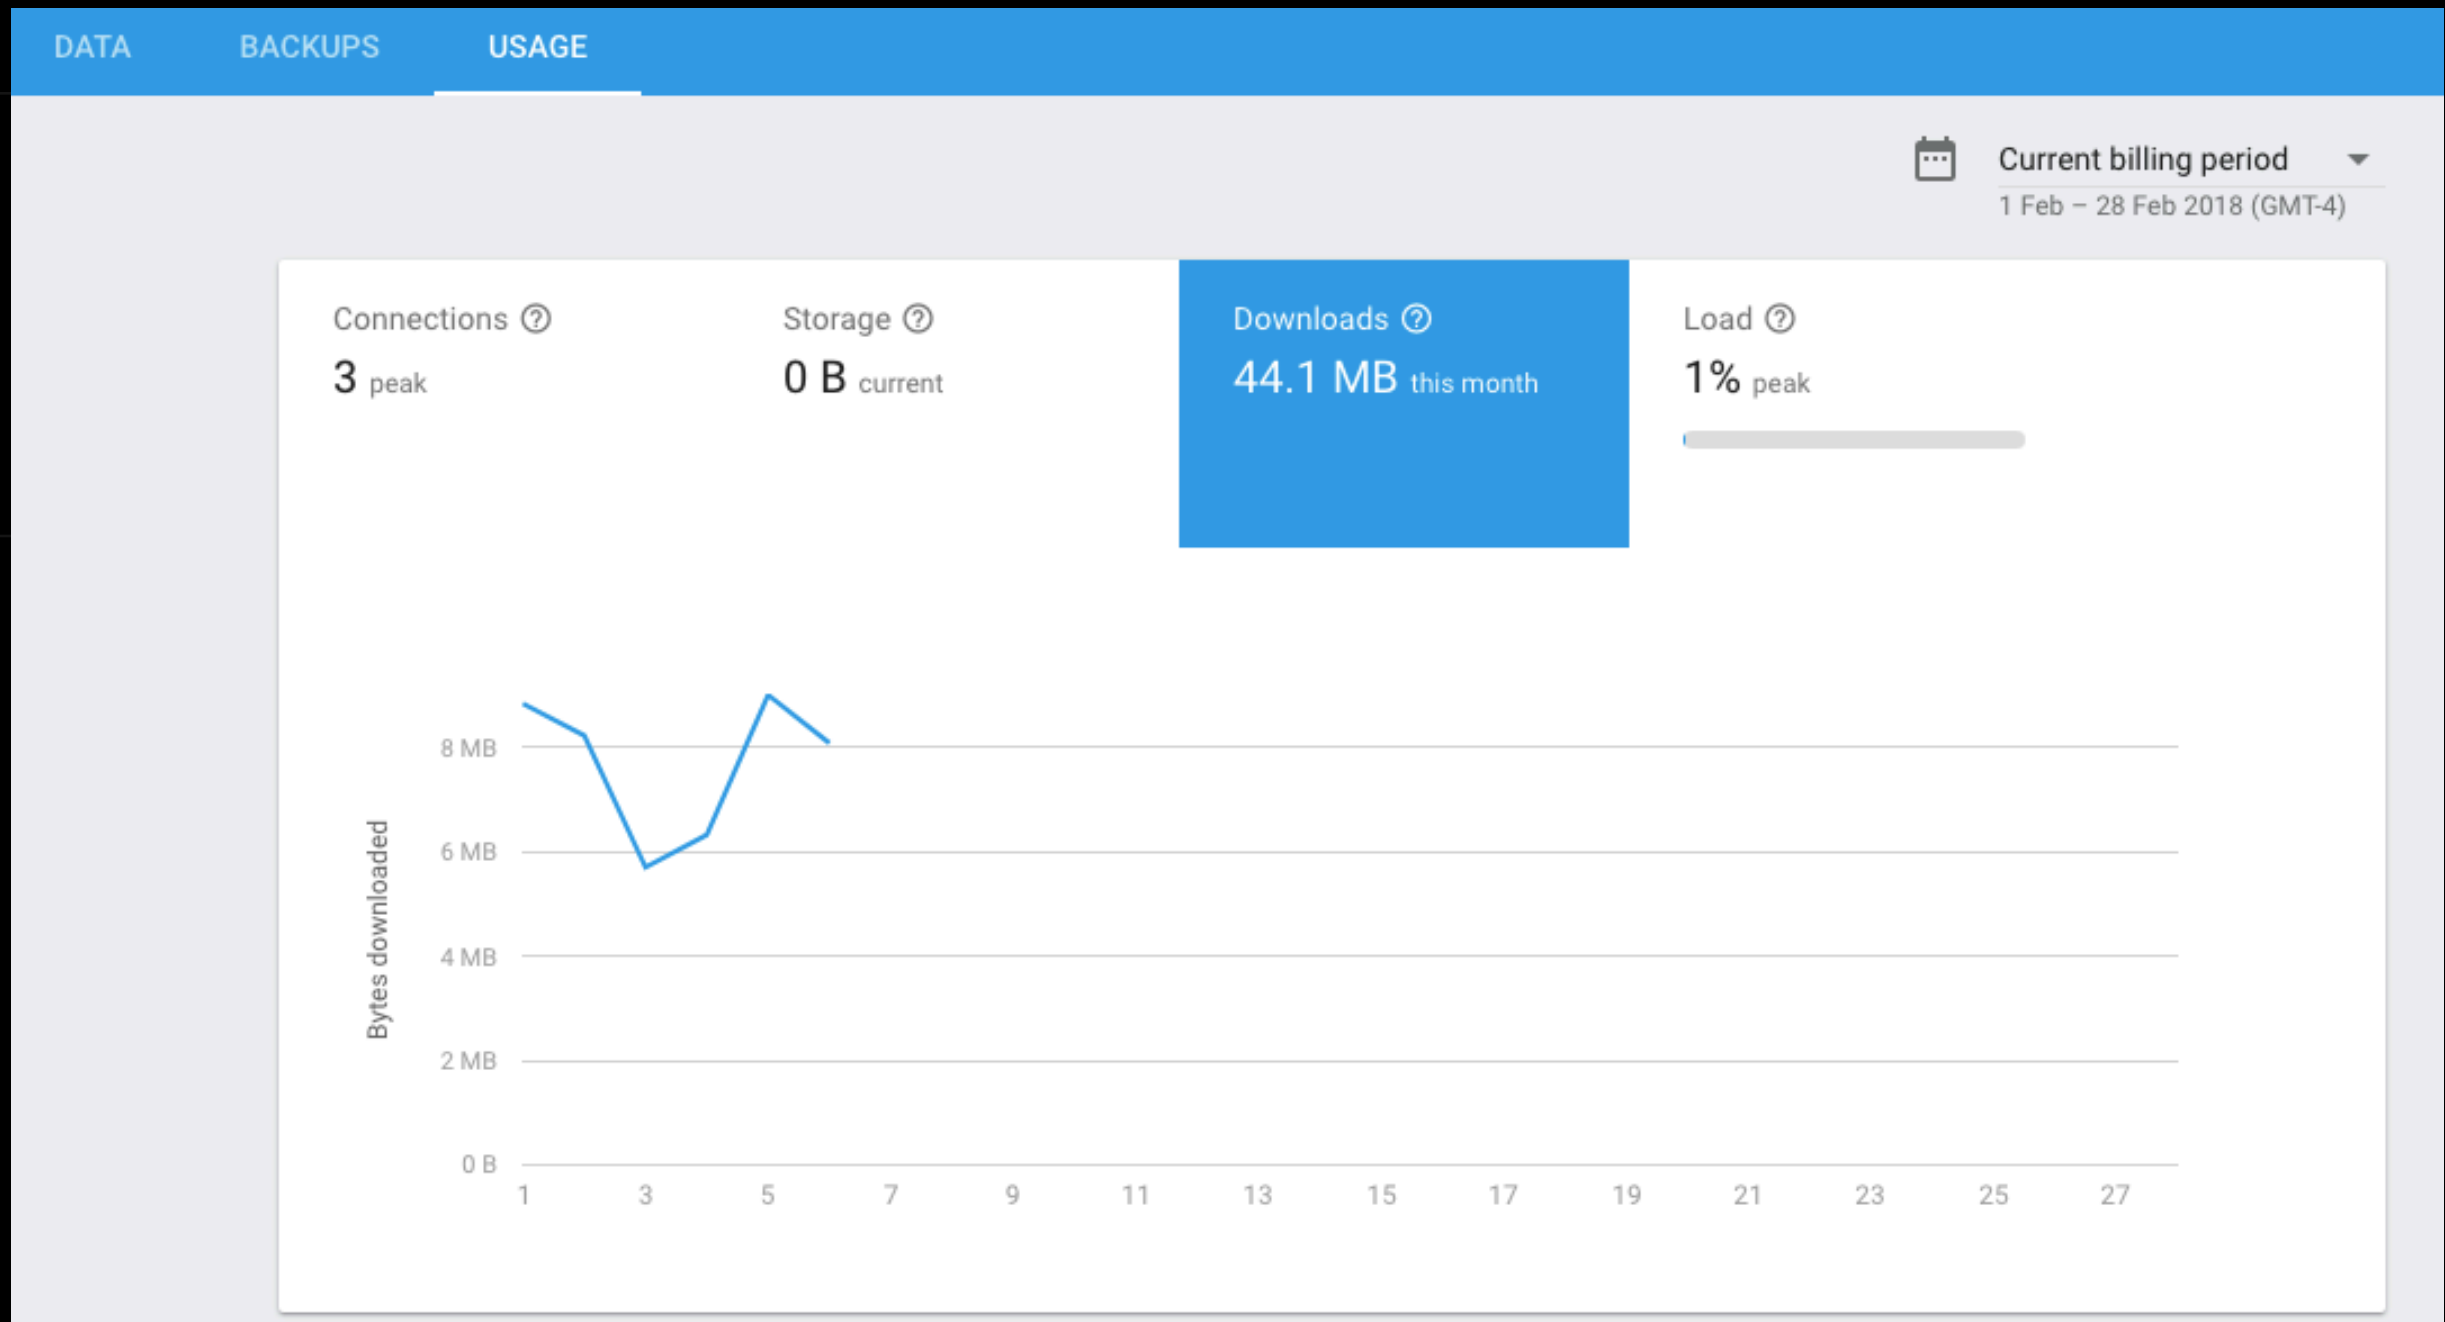 DATA BACKUPS USAGE
Current billing period
1 Feb – 28 Feb 2018 (GMT-4)
Connections Storage Downloads Load
3 peak 0 B current 44.1 MB this month 1% peak
Bytes downloaded
8 MB
6 MB
4 MB
2 MB
0 B
1 3 5 7 9 11 13 15 17 19 21 23 25 27